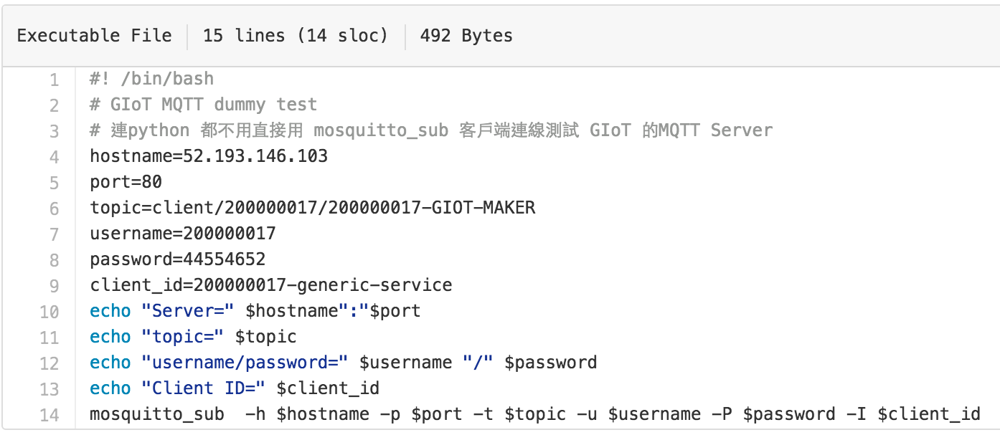 Executable File 15 lines (14 sloc) 492 Bytes
1 #! /bin/bash
2 # GIoT MQTT dummy test
3 # 連python 都不用直接用 mosquitto_sub 客戶端連線測試 GIoT 的MQTT Server
4 hostname=52.193.146.103
5 port=80
6 topic=client/200000017/200000017-GIOT-MAKER
7 username=200000017
8 password=44554652
9 client_id=200000017-generic-service
10 echo "Server=" $hostname":"$port
11 echo "topic=" $topic
12 echo "username/password=" $username "/" $password
13 echo "Client ID=" $client_id
14 mosquitto_sub  -h $hostname -p $port -t $topic -u $username -P $password -I $client_id